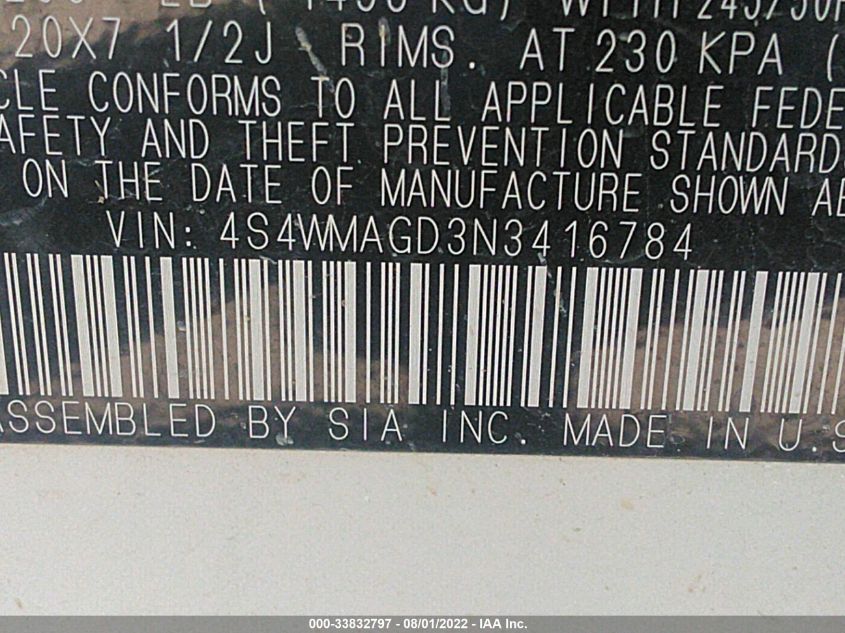 20X7 1/2J RIMS. AT 230 KPA (
CLE CONFORMS TO ALL APPLICABLE FEDE
AFETY AND THEFT PREVENTION STANDARD
ON THE DATE OF MANUFACTURE SHOWN AB
VIN: 4S4WMAGD3N3416784
ASSEMBLED BY SIA INC. MADE IN U.S
000-33832797 - 08/01/2022 - IAA Inc.